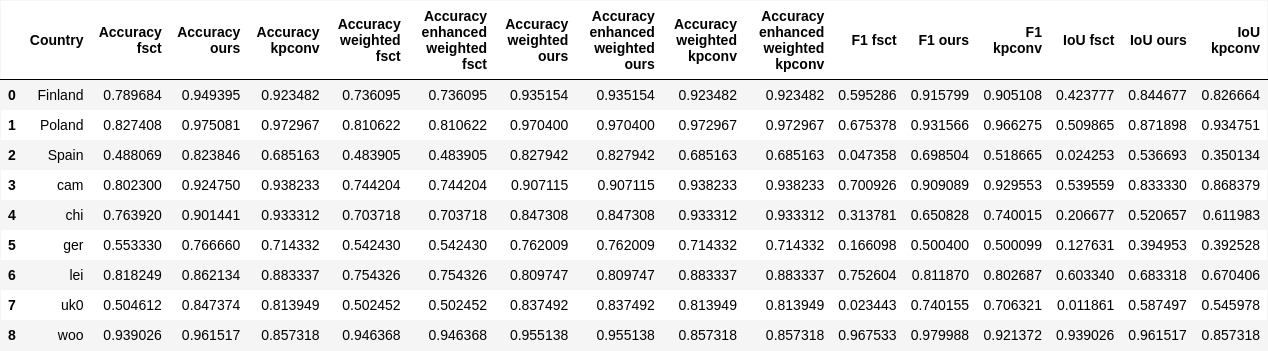 Country Accuracy fsct Accuracy ours Accuracy kpconv Accuracy weighted fsct Accuracy enhanced weighted fsct Accuracy weighted ours Accuracy enhanced weighted ours Accuracy weighted kpconv Accuracy enhanced weighted kpconv F1 fsct F1 ours F1 kpconv IoU fsct IoU ours IoU kpconv
0 Finland 0.789684 0.949395 0.923482 0.736095 0.736095 0.935154 0.935154 0.923482 0.923482 0.595286 0.915799 0.905108 0.423777 0.844677 0.826664
1 Poland 0.827408 0.975081 0.972967 0.810622 0.810622 0.970400 0.970400 0.972967 0.972967 0.675378 0.931566 0.966275 0.509865 0.871898 0.934751
2 Spain 0.488069 0.823846 0.685163 0.483905 0.483905 0.827942 0.827942 0.685163 0.685163 0.047358 0.698504 0.518665 0.024253 0.536693 0.350134
3 cam 0.802300 0.924750 0.938233 0.744204 0.744204 0.907115 0.907115 0.938233 0.938233 0.700926 0.909089 0.929553 0.539559 0.833330 0.868379
4 chi 0.763920 0.901441 0.933312 0.703718 0.703718 0.847308 0.847308 0.933312 0.933312 0.313781 0.650828 0.740015 0.206677 0.520657 0.611983
5 ger 0.553330 0.766660 0.714332 0.542430 0.542430 0.762009 0.762009 0.714332 0.714332 0.166098 0.500400 0.500099 0.127631 0.394953 0.392528
6 lei 0.818249 0.862134 0.883337 0.754326 0.754326 0.809747 0.809747 0.883337 0.883337 0.752604 0.811870 0.802687 0.603340 0.683318 0.670406
7 uk0 0.504612 0.847374 0.813949 0.502452 0.502452 0.837492 0.837492 0.813949 0.813949 0.023443 0.740155 0.706321 0.011861 0.587497 0.545978
8 woo 0.939026 0.961517 0.857318 0.946368 0.946368 0.955138 0.955138 0.857318 0.857318 0.967533 0.979988 0.921372 0.939026 0.961517 0.857318